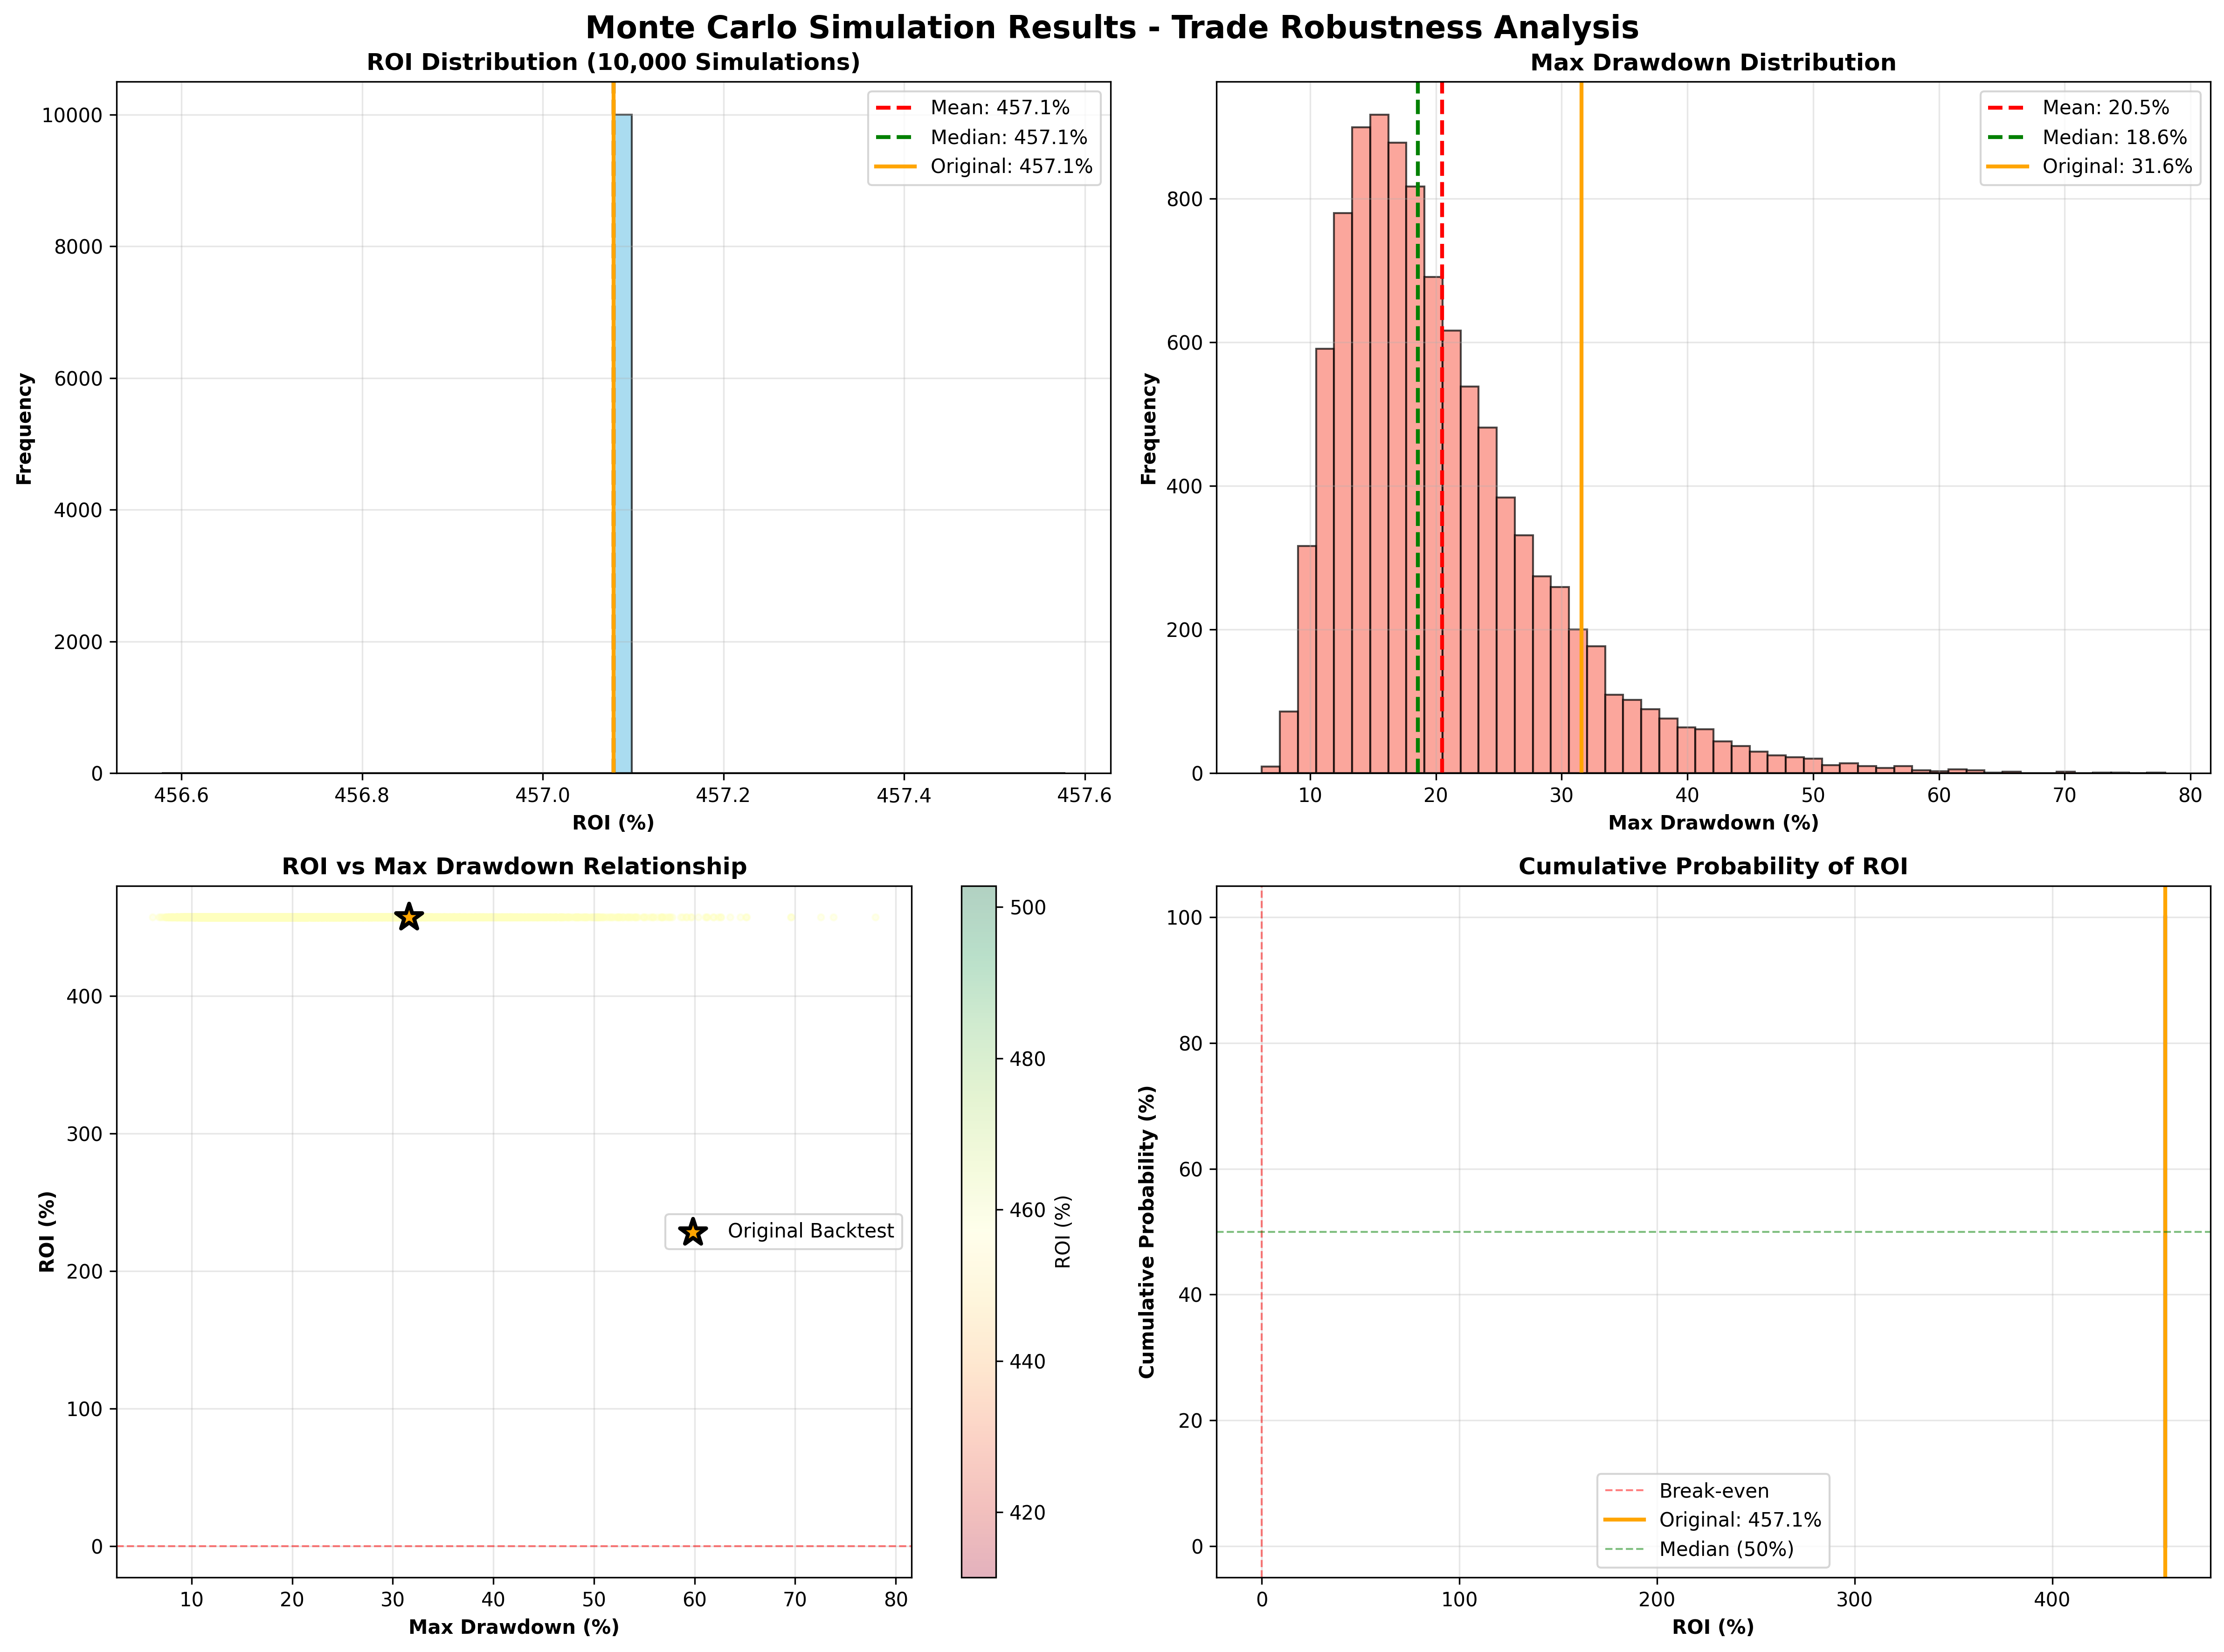 Monte Carlo Simulation Results - Trade Robustness Analysis
ROI Distribution (10,000 Simulations)
Mean: 457.1%
Median: 457.1%
Original: 457.1%
10000
8000
6000
4000
2000
0
Frequency
456.6
456.8
457.0
457.2
457.4
457.6
ROI (%)
Max Drawdown Distribution
Mean: 20.5%
Median: 18.6%
Original: 31.6%
800
600
400
200
0
Frequency
10
20
30
40
50
60
70
80
Max Drawdown (%)
ROI vs Max Drawdown Relationship
400
300
200
100
0
ROI (%)
Original Backtest
10
20
30
40
50
60
70
80
Max Drawdown (%)
500
480
460
440
420
ROI (%)
Cumulative Probability of ROI
100
80
60
40
20
0
Cumulative Probability (%)
Break-even
Original: 457.1%
Median (50%)
0
100
200
300
400
ROI (%)